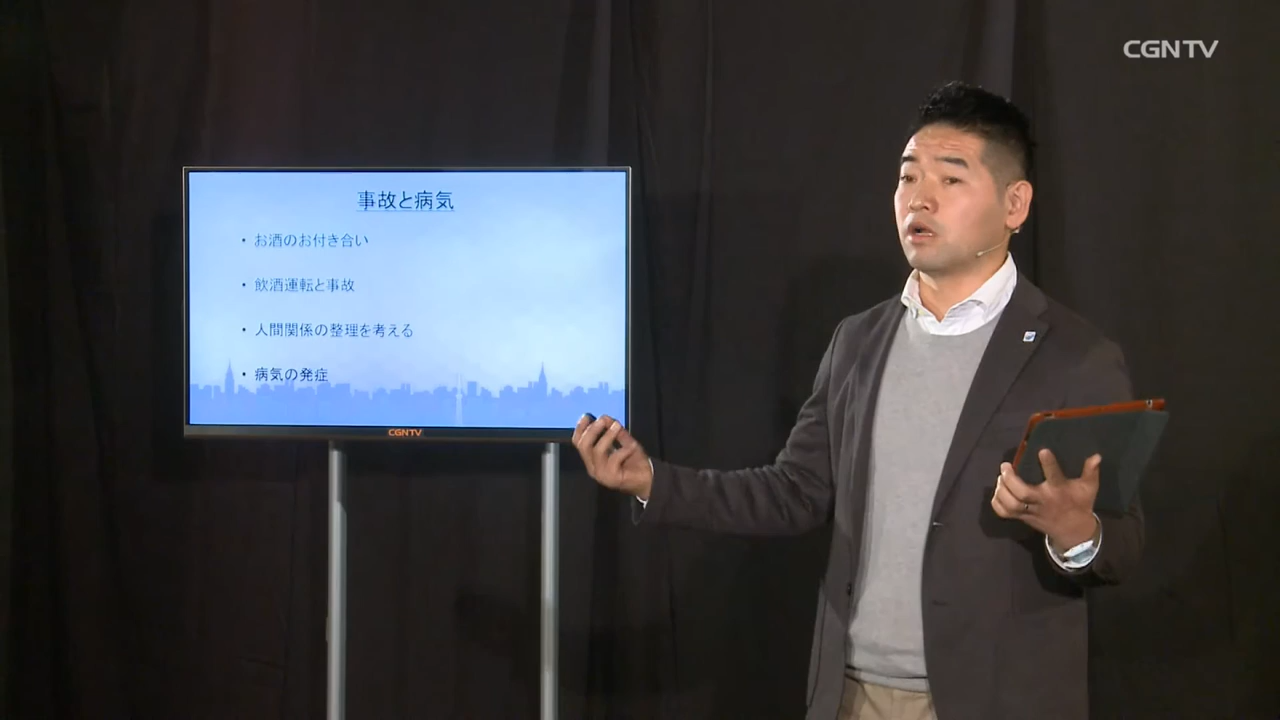 CGNTV
事故と病気
・お酒のお付き合い
・飲酒運転と事故
・人間関係の整理を考える
・病気の発症
CGNTV